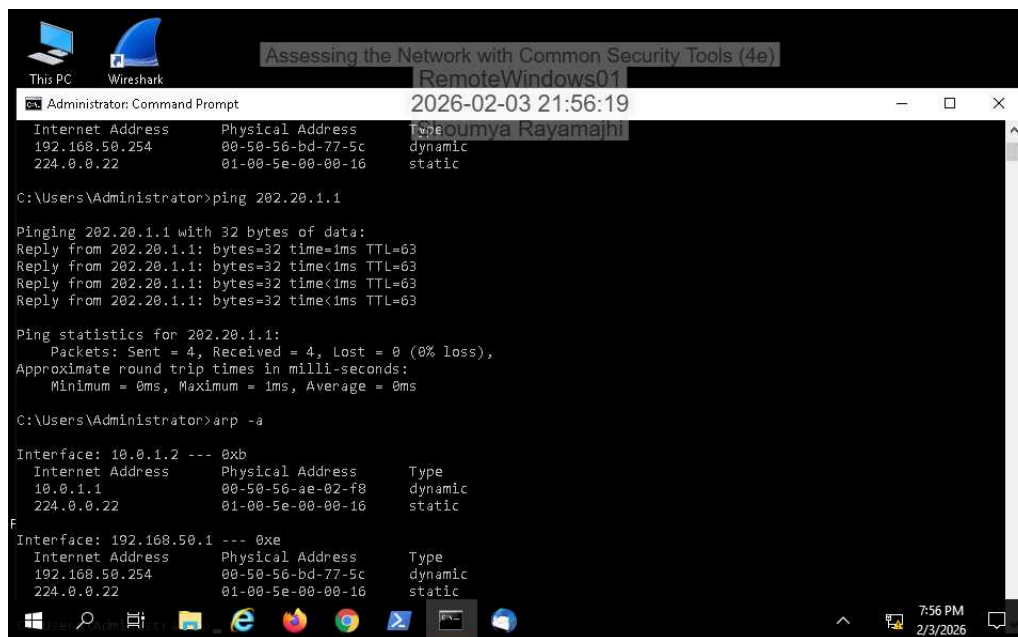 This PC
Wireshark
Assessing the Network with Common Security Tools (4e)
RemoteWindows01
2026-02-03 21:56:19
Shoumya Rayamajhi
Administrator: Command Prompt
Internet Address Physical Address Type
192.168.50.254 00-50-56-bd-77-5c dynamic
224.0.0.22 01-00-5e-00-00-16 static
C:\Users\Administrator>ping 202.20.1.1
Pinging 202.20.1.1 with 32 bytes of data:
Reply from 202.20.1.1: bytes=32 time=1ms TTL=63
Reply from 202.20.1.1: bytes=32 time<1ms TTL=63
Reply from 202.20.1.1: bytes=32 time<1ms TTL=63
Reply from 202.20.1.1: bytes=32 time<1ms TTL=63
Ping statistics for 202.20.1.1:
Packets: Sent = 4, Received = 4, Lost = 0 (0% loss),
Approximate round trip times in milli-seconds:
Minimum = 0ms, Maximum = 1ms, Average = 0ms
C:\Users\Administrator>arp -a
Interface: 10.0.1.2 --- 0xb
Internet Address Physical Address Type
10.0.1.1 00-50-56-ae-02-f8 dynamic
224.0.0.22 01-00-5e-00-00-16 static
F
Interface: 192.168.50.1 --- 0xe
Internet Address Physical Address Type
192.168.50.254 00-50-56-bd-77-5c dynamic
224.0.0.22 01-00-5e-00-00-16 static
7:56 PM
2/3/2026